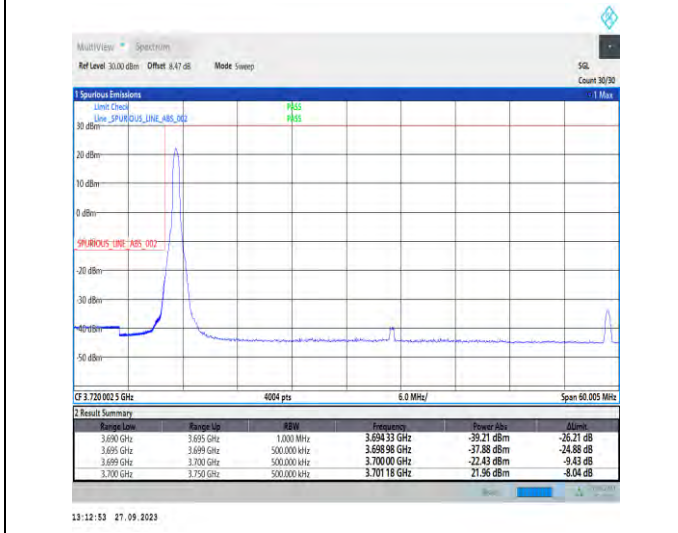 MultiView Spectrum
Ref Level 30.00 dBm Offset 8.47 dB Mode Sweep SGL
Count 30/30
1 Spurious Emissions 1 Max
Limit Check PASS
Line _SPURIOUS_LINE_ABS_002 PASS
30 dBm
20 dBm
10 dBm
0 dBm
SPURIOUS_LINE_ABS_002
-20 dBm
-30 dBm
-40 dBm
-50 dBm
CF 3.720 002 5 GHz 4004 pts 6.0 MHz/ Span 60.005 MHz
2 Result Summary
Range Low Range Up RBW Frequency Power Abs ΔLimit
3.690 GHz 3.695 GHz 1.000 MHz 3.694 33 GHz -39.21 dBm -26.21 dB
3.695 GHz 3.699 GHz 500.000 kHz 3.698 98 GHz -37.88 dBm -24.88 dB
3.699 GHz 3.700 GHz 500.000 kHz 3.700 00 GHz -22.43 dBm -9.43 dB
3.700 GHz 3.750 GHz 500.000 kHz 3.701 18 GHz 21.96 dBm -8.04 dB
13:12:53 27.09.2023